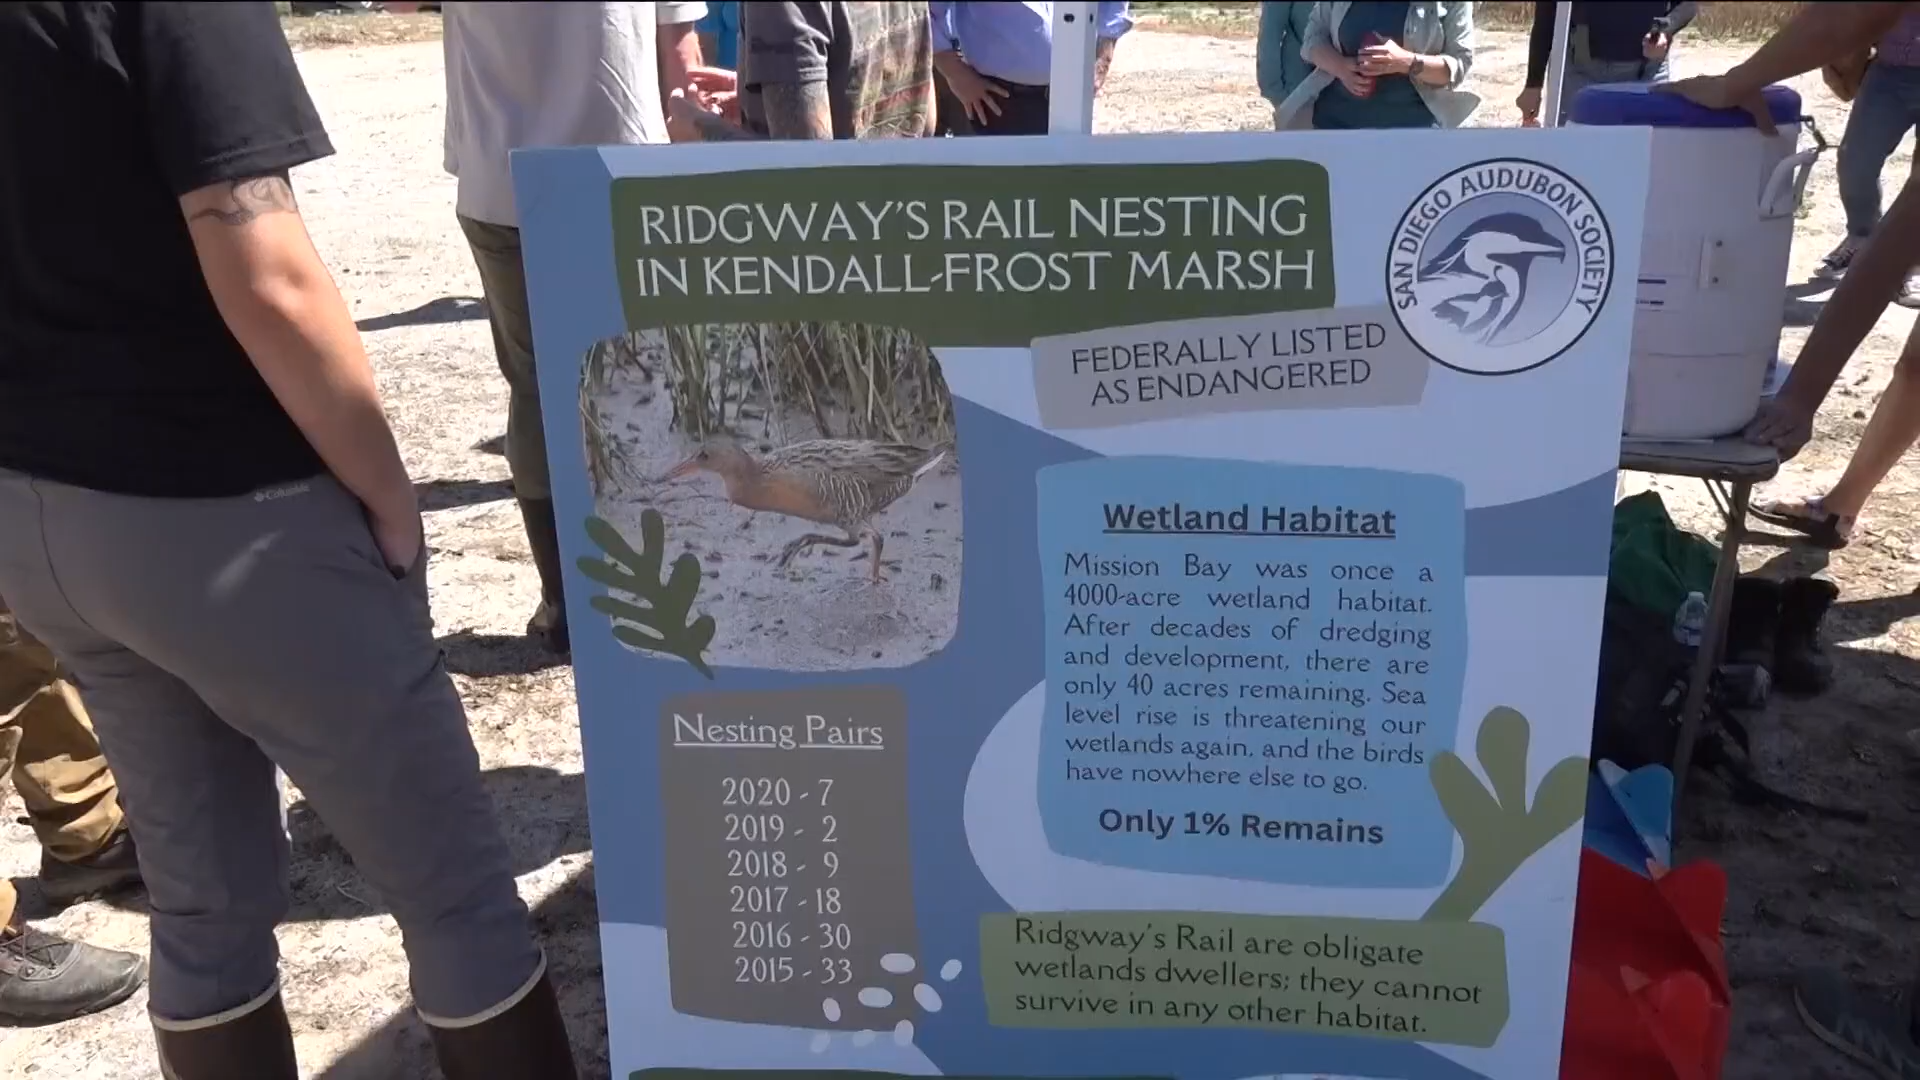 RIDGWAY'S RAIL NESTING
IN KENDALL-FROST MARSH
SAN DIEGO AUDUBON SOCIETY
FEDERALLY LISTED
AS ENDANGERED
Wetland Habitat
Mission Bay was once a
4000-acre wetland habitat.
After decades of dredging
and development, there are
only 40 acres remaining. Sea
level rise is threatening our
wetlands again, and the birds
have nowhere else to go.
Only 1% Remains
Nesting Pairs
2020 - 7
2019 - 2
2018 - 9
2017 - 18
2016 - 30
2015 - 33
Ridgway's Rail are obligate
wetlands dwellers; they cannot
survive in any other habitat.
Columbia